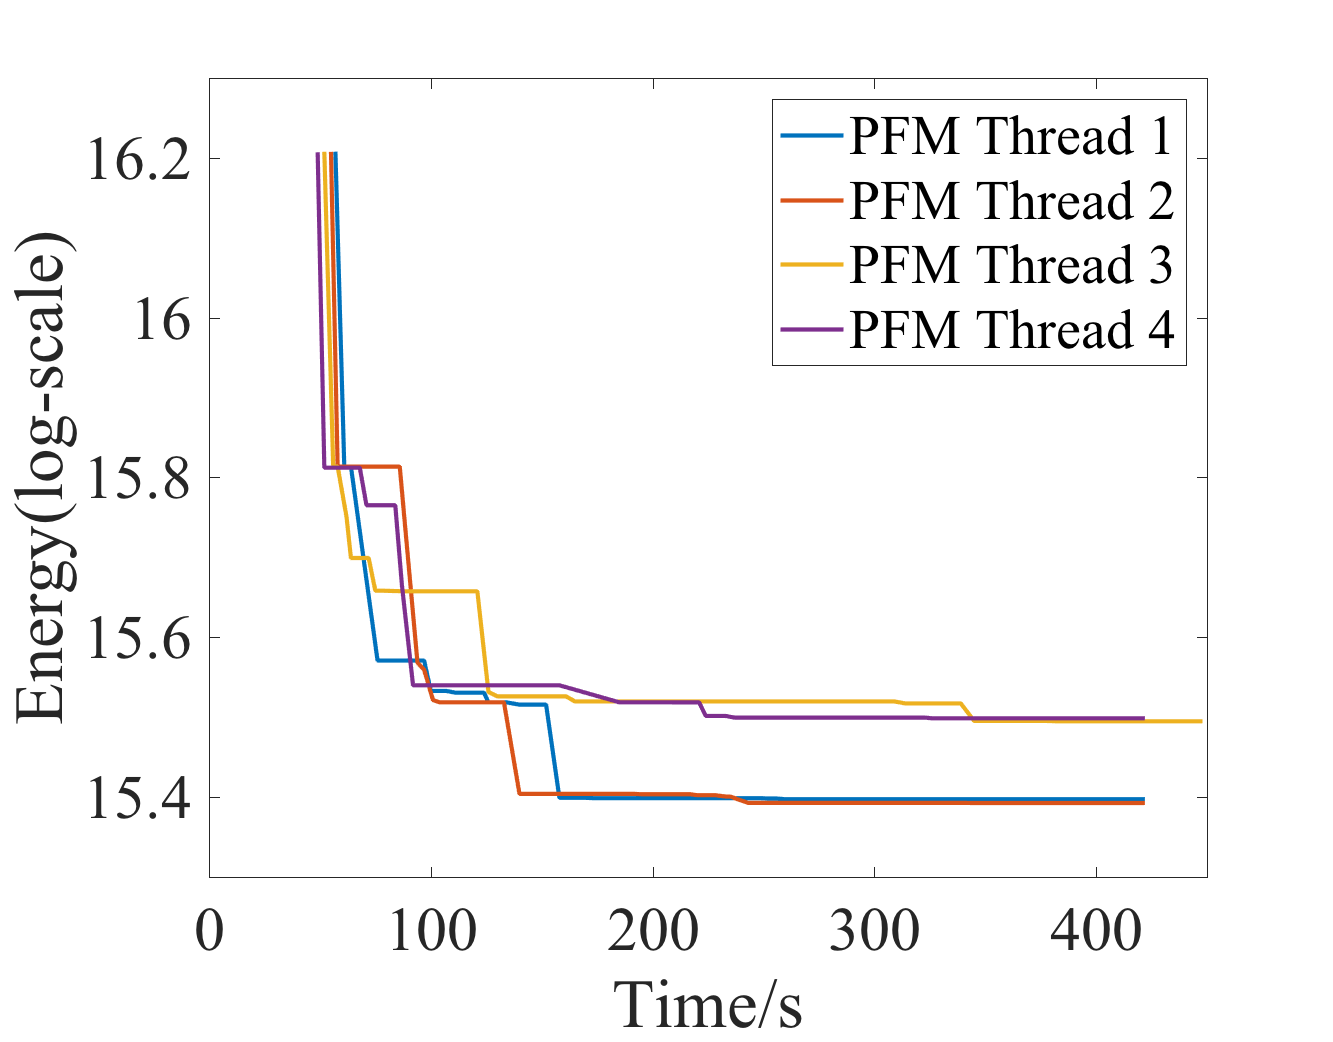 16.2
16
15.8
15.6
15.4
Energy(log-scale)
PFM Thread 1
PFM Thread 2
PFM Thread 3
PFM Thread 4
0 100 200 300 400
Time/s